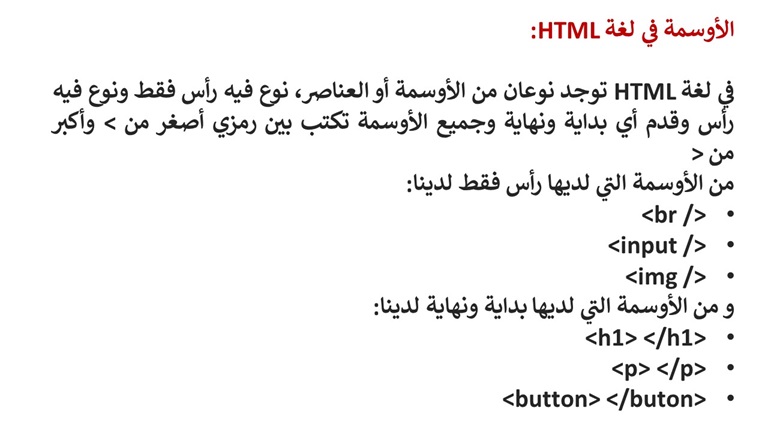 الأوسمة في لغة HTML:
في لغة HTML توجد نوعان من الأوسمة أو العناصر، نوع فيه رأس فقط ونوع فيه
رأس وقدم أي بداية ونهاية وجميع الأوسمة تكتب بين رمزي أصغر من < وأكبر
من >
من الأوسمة التي لديها رأس فقط لدينا:
• <br />
• <input />
• <img />
و من الأوسمة التي لديها بداية ونهاية لدينا:
• <h1> </h1>
• <p> </p>
• <button> </buton>